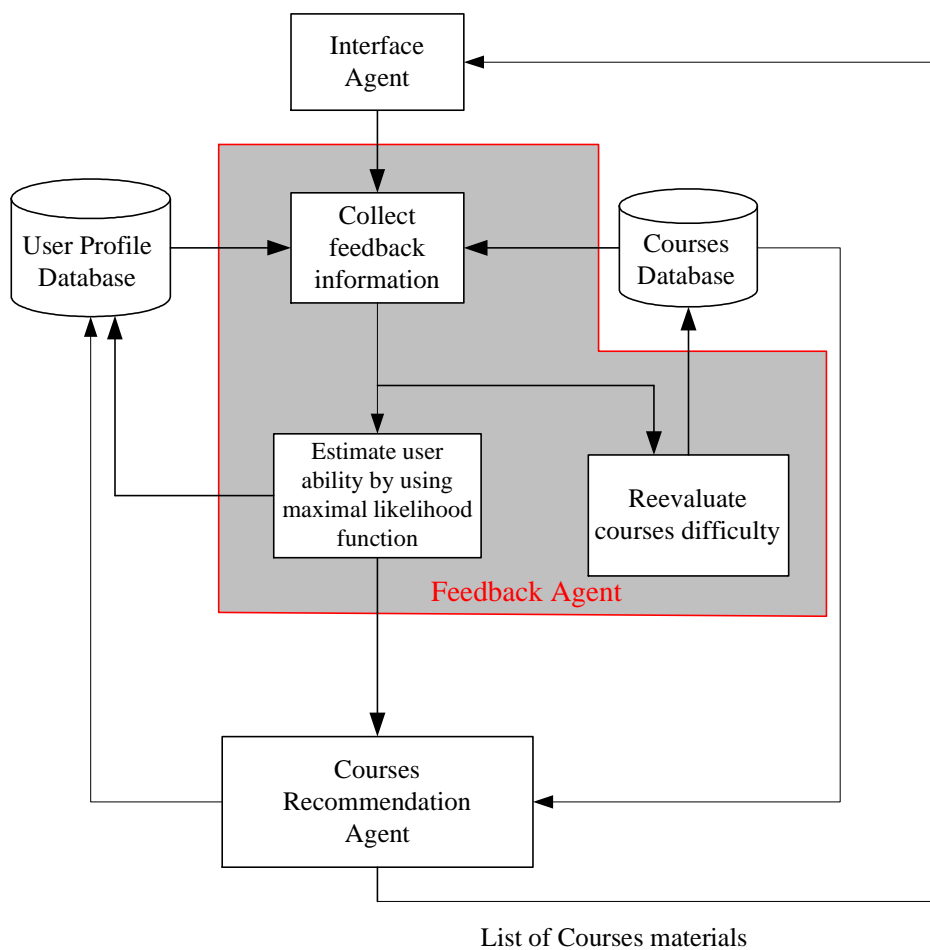 Interface
Agent
User Profile
Database
Collect
feedback
information
Courses
Database
Estimate user
ability by using
maximal likelihood
function
Reevaluate
courses difficulty
Feedback Agent
Courses
Recommendation
Agent
List of Courses materials